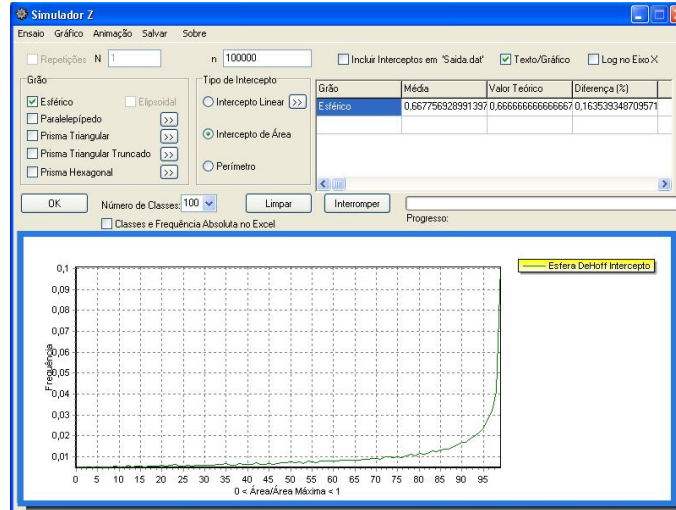 Simulador Z
Ensaio Gráfico Animação Salvar Sobre
Repetições N 1 n 100000 Incluir Interceptos em 'Saida.dat' Texto/Gráfico Log no Eixo X
Grão Tipo de Intercepto
Grão Média Valor Teórico Diferença (%)
Esférico Elipsoidal Intercepto Linear >> Esférico 0,667756928991397 0,666666666666667 0,163539348709571
Paralelepípedo >>
Prisma Triangular >> Intercepto de Área
Prisma Triangular Truncado >>
Prisma Hexagonal >> Perímetro
OK Número de Classes: 100 Limpar Interromper
Progresso:
Classes e Frequência Absoluta no Excel
Esfera DeHoff Intercepto
0,1
0,09
0,08
0,07
0,06
0,05
0,04
0,03
0,02
0,01
Frequência
0 5 10 15 20 25 30 35 40 45 50 55 60 65 70 75 80 85 90 95
0 < Área/Área Máxima < 1